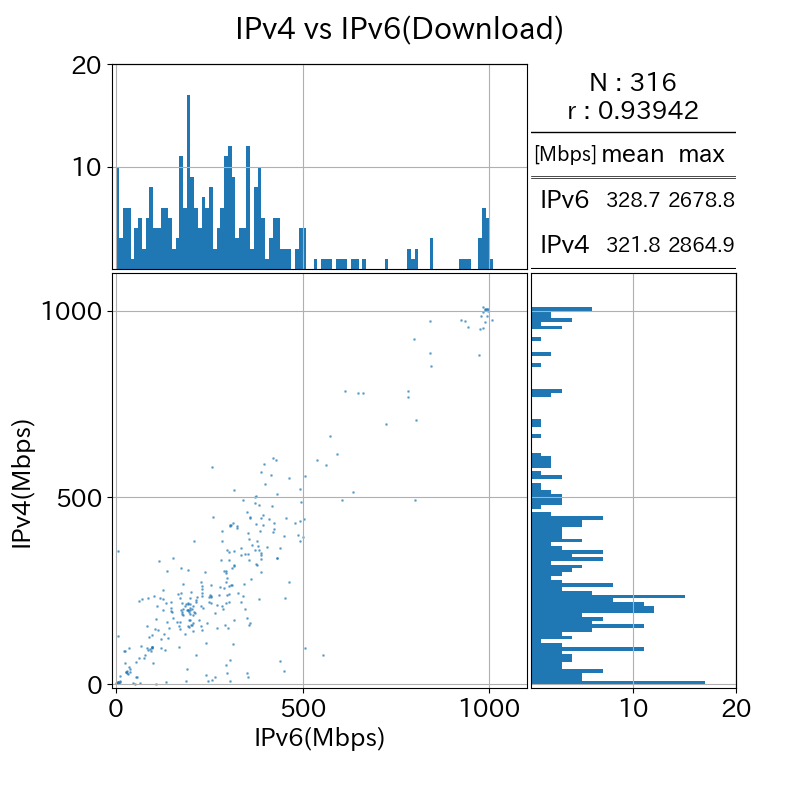 IPv4 vs IPv6(Download)
20
10
N : 316
r : 0.93942
[Mbps] mean max
IPv6 328.7 2678.8
IPv4 321.8 2864.9
1000
500
0
IPv4(Mbps)
0 500 1000
10 20
IPv6(Mbps)